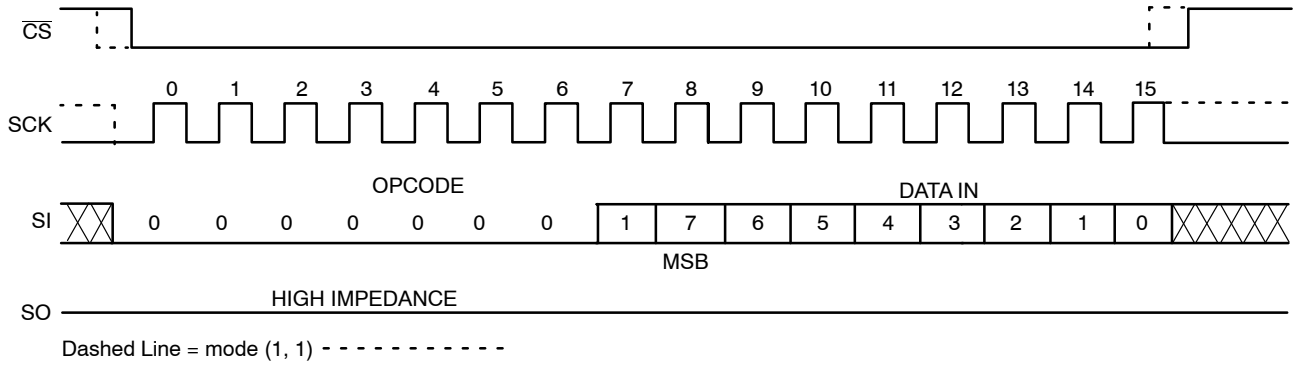 CS
0 1 2 3 4 5 6 7 8 9 10 11 12 13 14 15
SCK
OPCODE DATA IN
SI 0 0 0 0 0 0 0 1 7 6 5 4 3 2 1 0
MSB
HIGH IMPEDANCE
SO
Dashed Line = mode (1, 1)